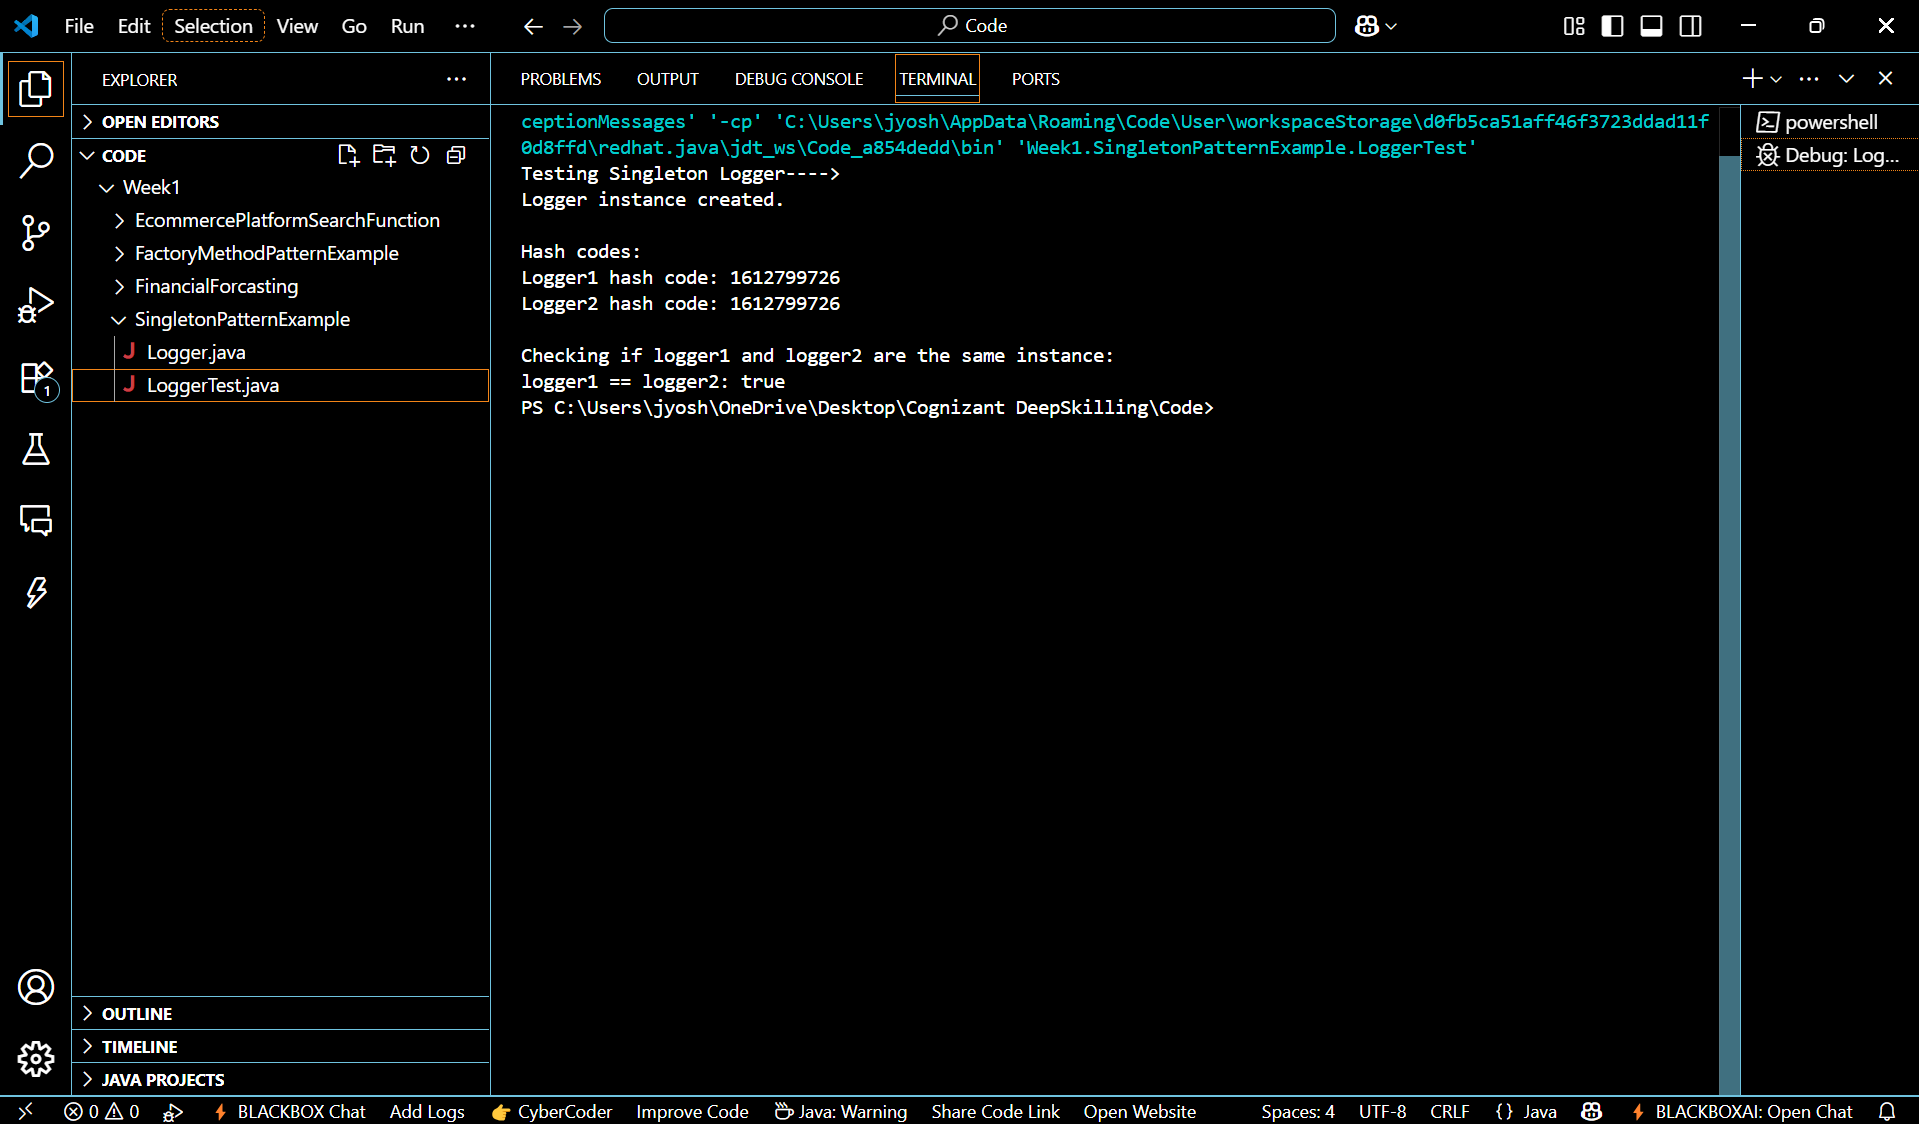 File Edit Selection View Go Run ··· Code
EXPLORER ···
OPEN EDITORS
CODE
Week1
EcommercePlatformSearchFunction
FactoryMethodPatternExample
FinancialForcasting
SingletonPatternExample
J Logger.java
J LoggerTest.java
1
OUTLINE
TIMELINE
JAVA PROJECTS
PROBLEMS OUTPUT DEBUG CONSOLE TERMINAL PORTS
ceptionMessages' '-cp' 'C:\Users\jyosh\AppData\Roaming\Code\User\workspaceStorage\d0fb5ca51aff46f3723ddad11f
0d8ffd\redhat.java\jdt_ws\Code_a854dedd\bin' 'Week1.SingletonPatternExample.LoggerTest'
Testing Singleton Logger---->
Logger instance created.
Hash codes:
Logger1 hash code: 1612799726
Logger2 hash code: 1612799726
Checking if logger1 and logger2 are the same instance:
logger1 == logger2: true
PS C:\Users\jyosh\OneDrive\Desktop\Cognizant DeepSkilling\Code>
powershell
Debug: Log...
0 0 BLACKBOX Chat Add Logs 👉 CyberCoder Improve Code Java: Warning Share Code Link Open Website Spaces: 4 UTF-8 CRLF {} Java BLACKBOXAI: Open Chat